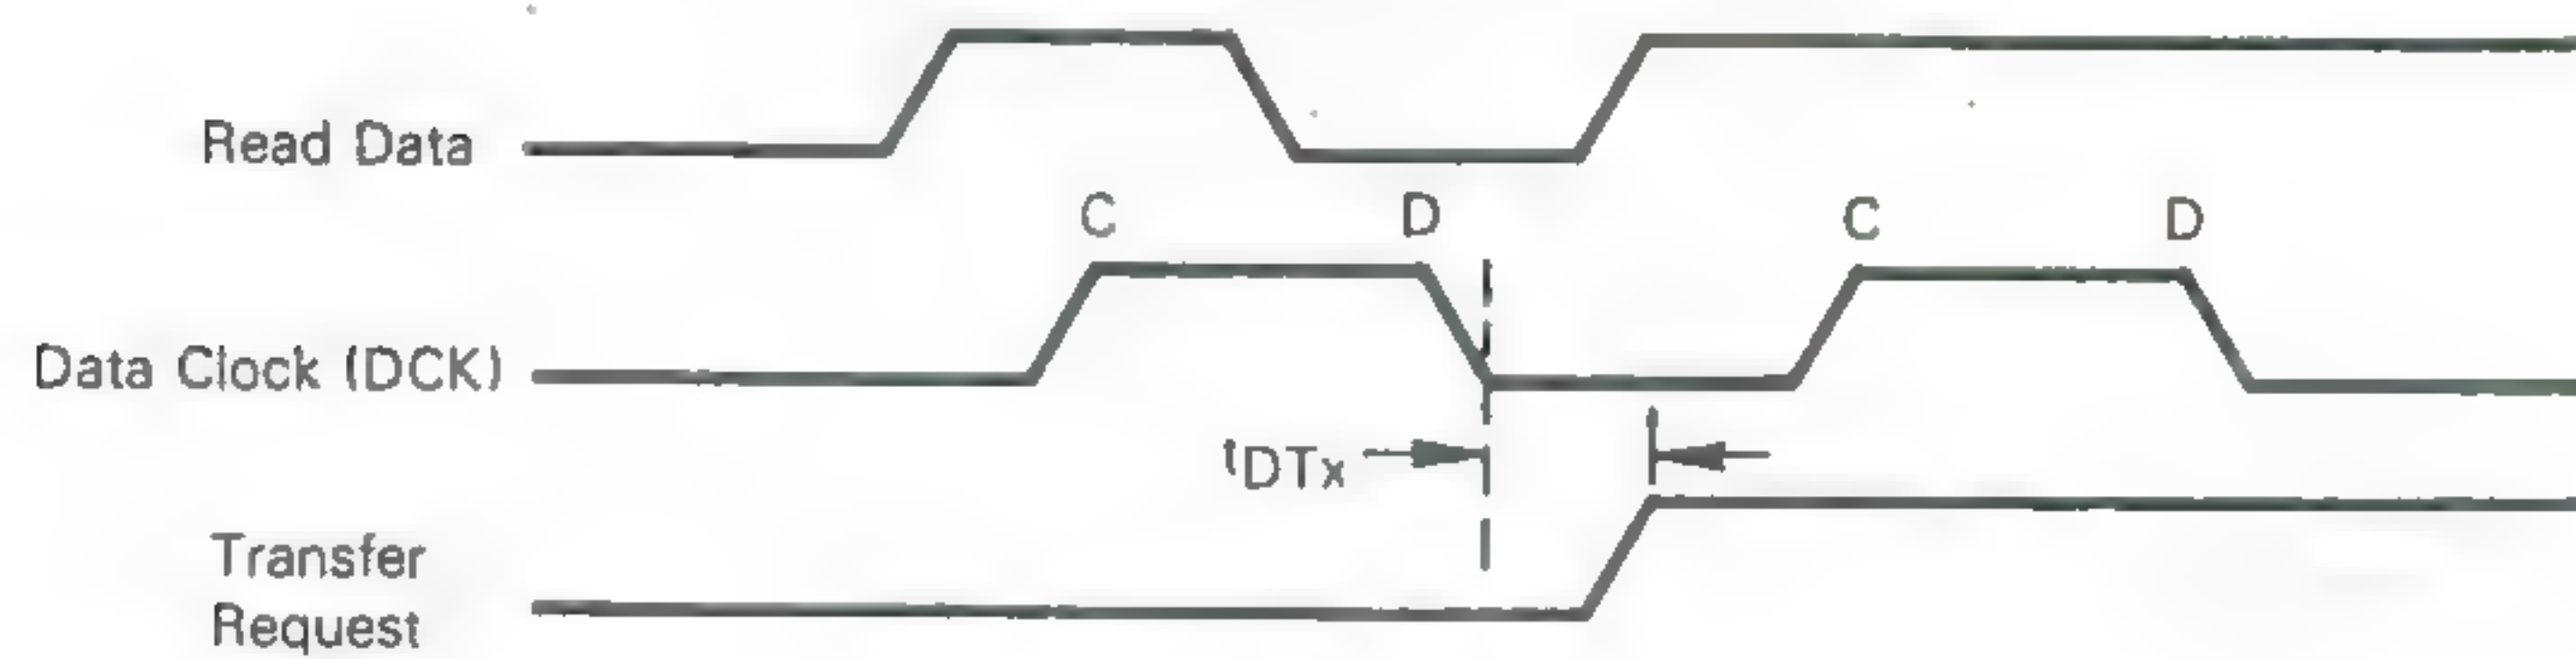 Read Data
C D C D
Data Clock (DCK)
tDTx
Transfer
Request